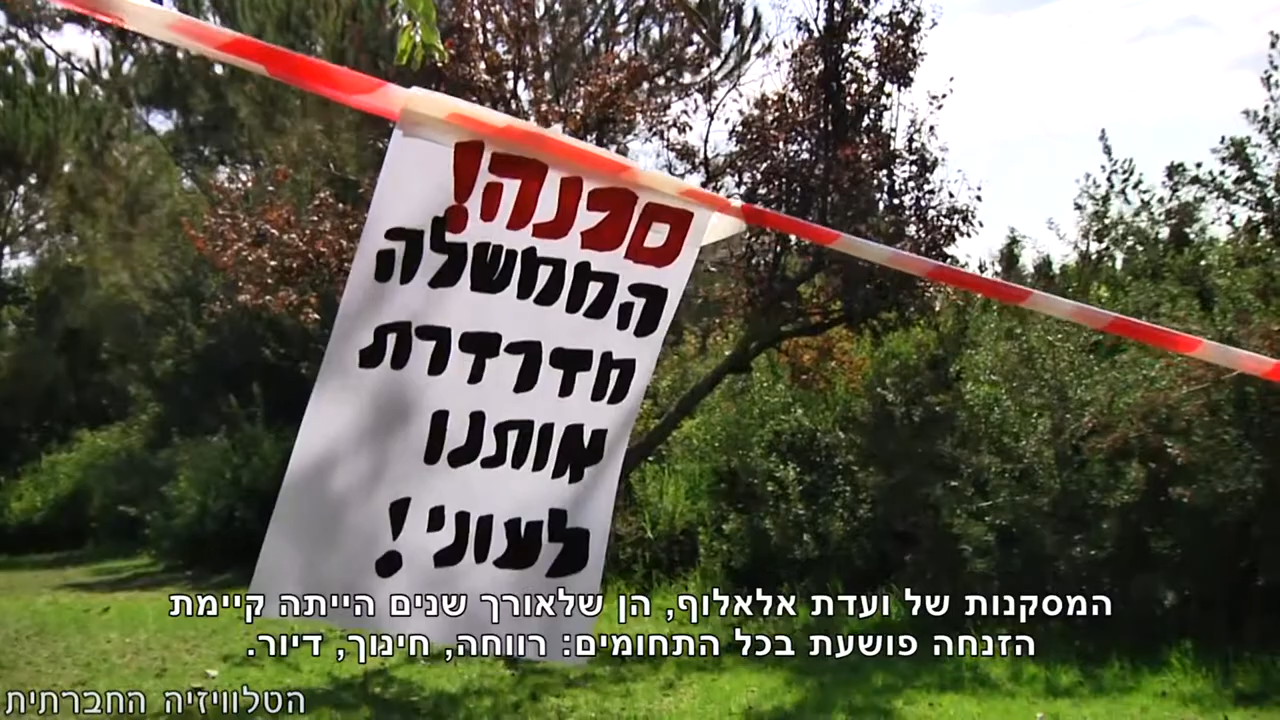 סכנה!
הממשלה
מדרדרת
אותנו
לעוני!
המסקנות של ועדת אלאלוף, הן שלאורך שנים הייתה קיימת
הזנחה פושעת בכל התחומים: רווחה, חינוך, דיור.
הטלוויזיה החברתית